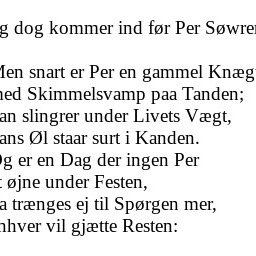 g dog kommer ind før Per Søwre
Men snart er Per en gammel Knæg
ned Skimmelsvamp paa Tanden;
an slingrer under Livets Vægt,
ans Øl staar surt i Kanden.
Og er en Dag der ingen Per
t øjne under Festen,
a trænges ej til Spørgen mer,
nhver vil gjætte Resten: